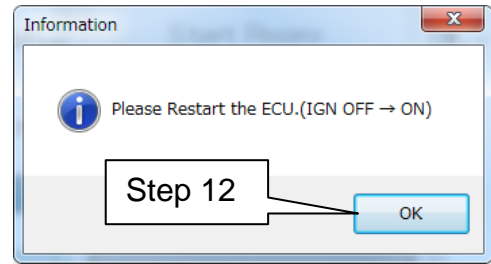 Information
Please Restart the ECU.(IGN OFF → ON)
Step 12
OK